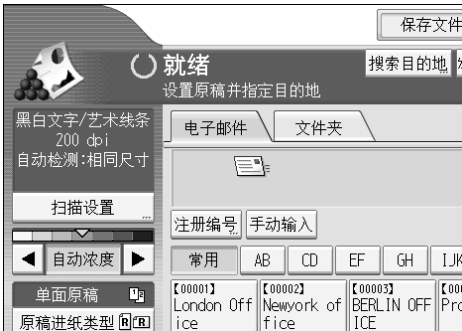 保存文件
就绪
搜索目的地
设置原稿并指定目的地
黑白文字/艺术线条
200 dpi
自动检测:相同尺寸
电子邮件
文件夹
扫描设置
注册编号
手动输入
自动浓度
常用
AB
CD
EF
GH
IJK
单面原稿
【00001】
London Off
ice
【00002】
Newyork of
fice
【00003】
BERLIN OFF
ICE
原稿进纸类型